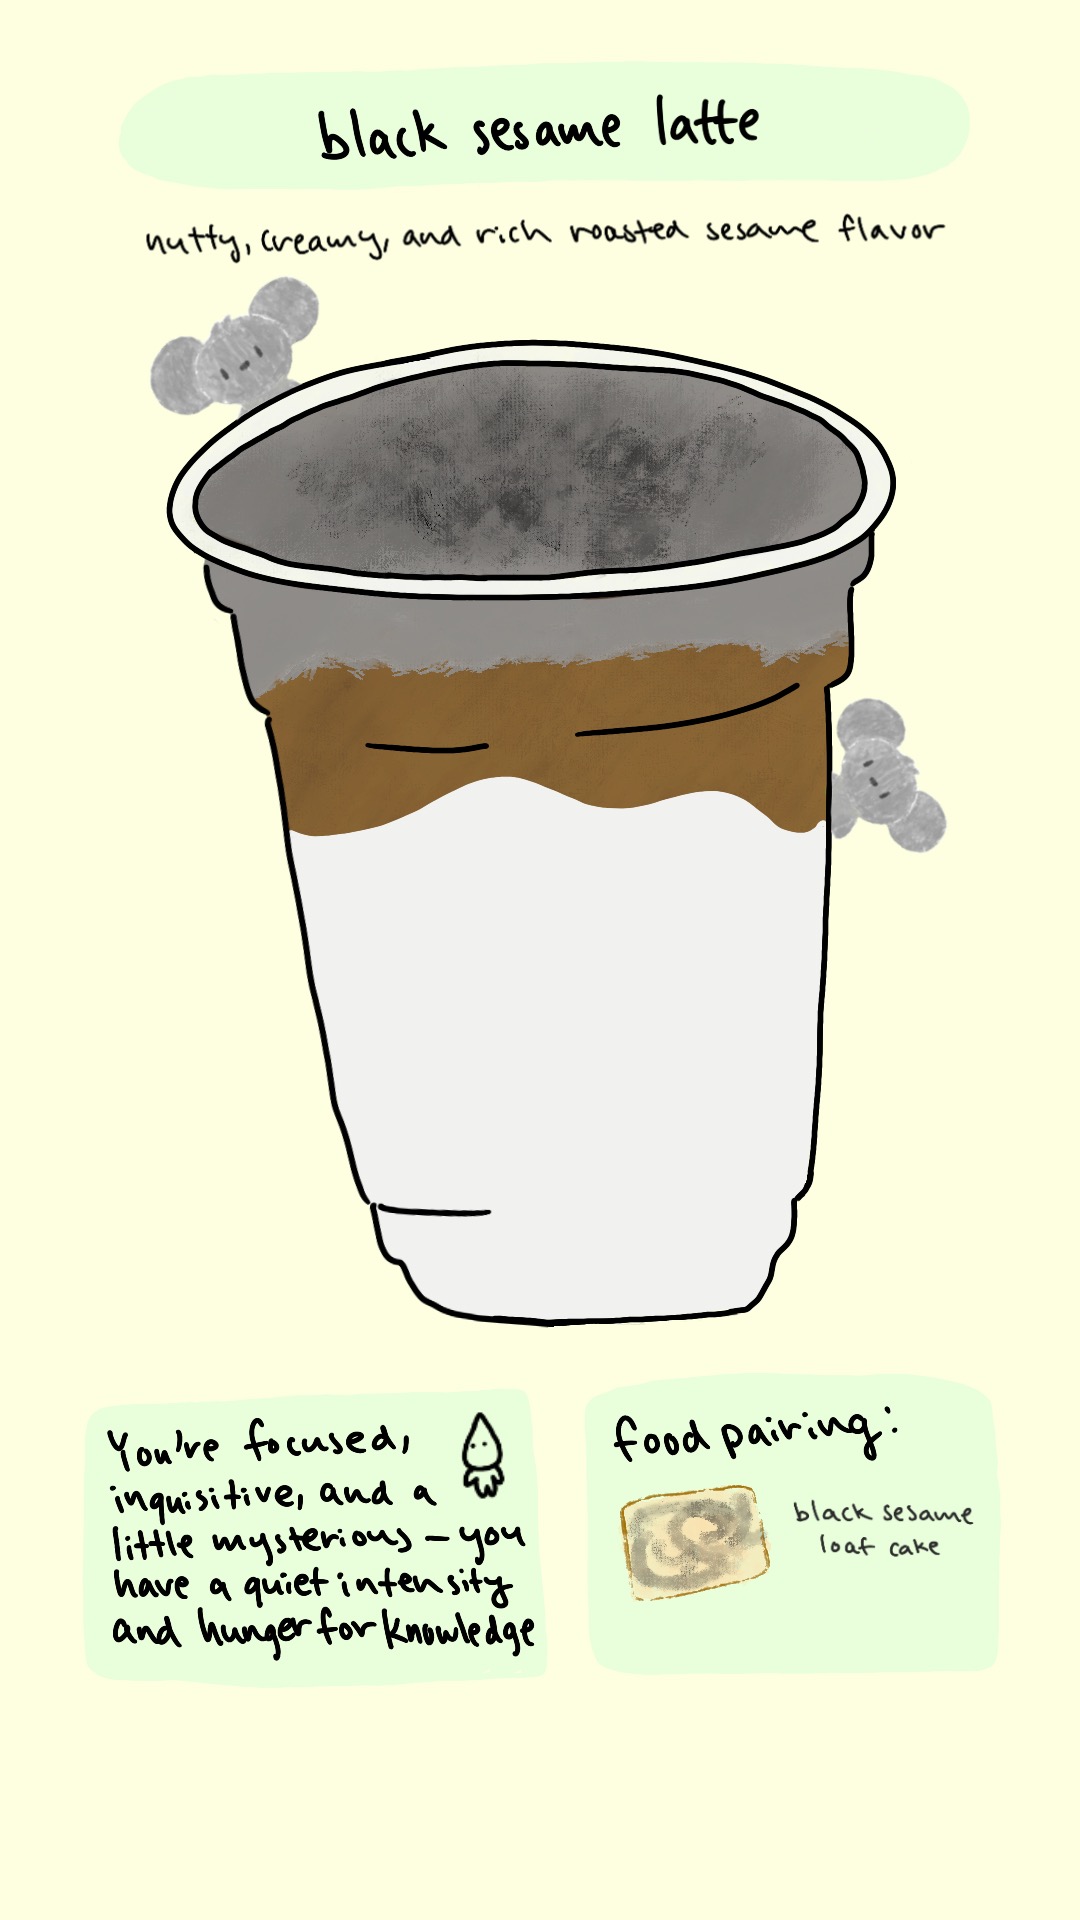 black sesame latte
nutty, creamy, and rich roasted sesame flavor
You're focused,
inquisitive, and a
little mysterious – you
have a quiet intensity
and hunger for knowledge
food pairing:
black sesame
loaf cake